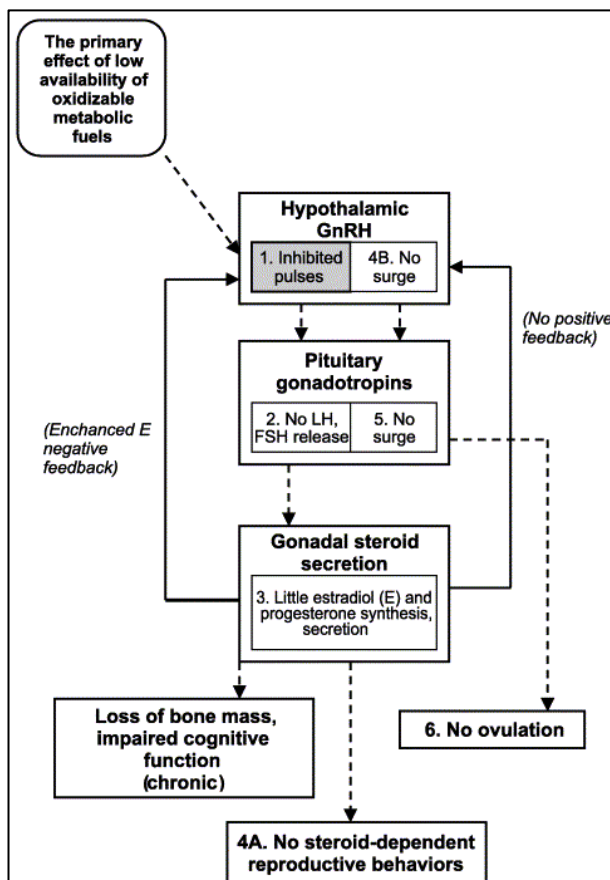 The primary
effect of low
availability of
oxidizable
metabolic
fuels
Hypothalamic
GnRH
1. Inhibited
pulses
4B. No
surge
(No positive
feedback)
Pituitary
gonadotropins
2. No LH,
FSH release
5. No
surge
(Enchanced E
negative
feedback)
Gonadal steroid
secretion
3. Little estradiol (E) and
progesterone synthesis,
secretion
Loss of bone mass,
impaired cognitive
function
(chronic)
6. No ovulation
4A. No steroid-dependent
reproductive behaviors